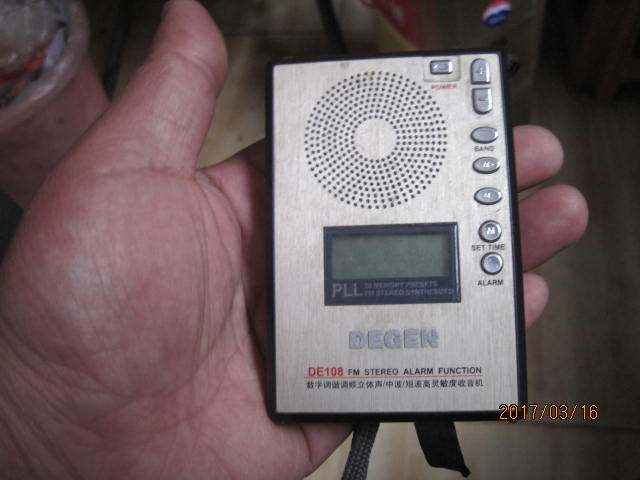 POWER
BAND
SET TIME
ALARM
PLL
MEMORY PRESETS
FM STEREO SYNTHESIZED
DEGEN
DE108 FM STEREO ALARM FUNCTION
数字调谐调频立体声/中波/短波高灵敏度收音机
2017/03/16